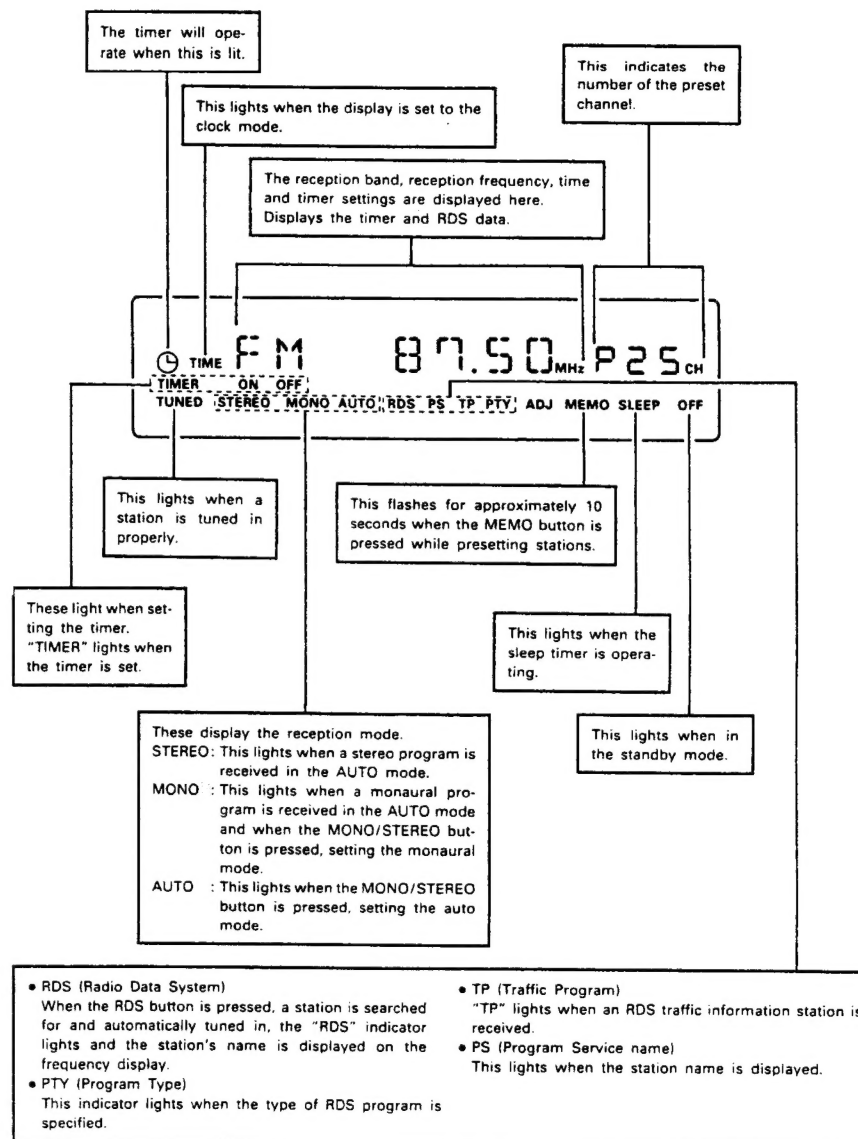 The timer will ope-
rate when this is lit.
This indicates the
number of the preset
channel.
This lights when the display is set to the
clock mode.
The reception band, reception frequency, time
and timer settings are displayed here.
Displays the timer and RDS data.
TIME FM 87.50 MHz P25 CH
TIMER ON OFF
TUNED STEREO MONO AUTO RDS PS TP PTY ADJ MEMO SLEEP OFF
This lights when a
station is tuned in
properly.
This flashes for approximately 10
seconds when the MEMO button is
pressed while presetting stations.
These light when set-
ting the timer.
"TIMER" lights when
the timer is set.
This lights when the
sleep timer is opera-
ting.
This lights when in
the standby mode.
These display the reception mode.
STEREO: This lights when a stereo program is
received in the AUTO mode.
MONO : This lights when a monaural pro-
gram is received in the AUTO mode
and when the MONO/STEREO but-
ton is pressed, setting the monaural
mode.
AUTO : This lights when the MONO/STEREO
button is pressed, setting the auto
mode.
• RDS (Radio Data System)
When the RDS button is pressed, a station is searched
for and automatically tuned in, the "RDS" indicator
lights and the station's name is displayed on the
frequency display.
• PTY (Program Type)
This indicator lights when the type of RDS program is
specified.
• TP (Traffic Program)
"TP" lights when an RDS traffic information station is
received.
• PS (Program Service name)
This lights when the station name is displayed.